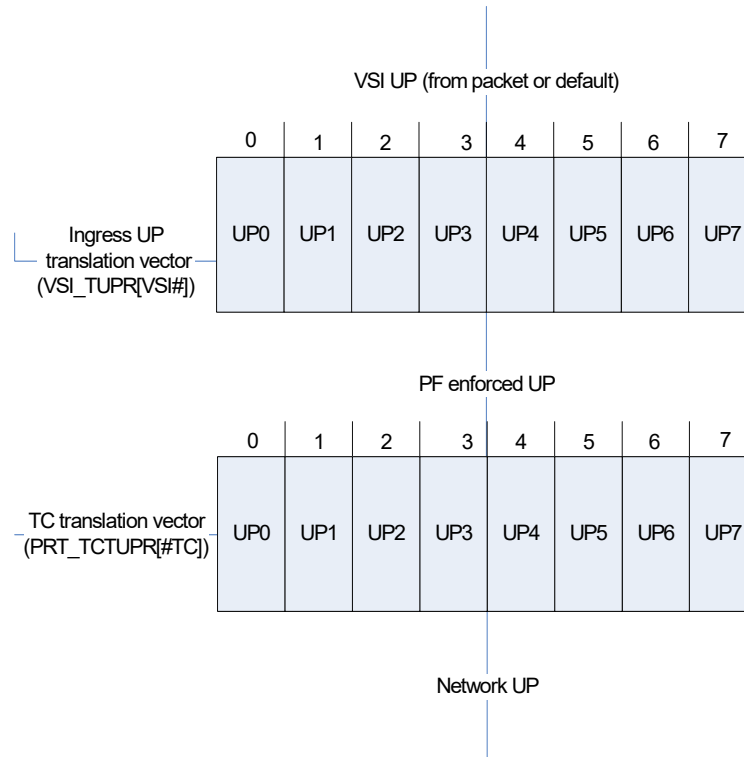 VSI UP (from packet or default)
0 1 2 3 4 5 6 7
Ingress UP
translation vector
(VSI_TUPR[VSI#])
UP0 UP1 UP2 UP3 UP4 UP5 UP6 UP7
PF enforced UP
0 1 2 3 4 5 6 7
TC translation vector
(PRT_TCTUPR[#TC])
UP0 UP1 UP2 UP3 UP4 UP5 UP6 UP7
Network UP